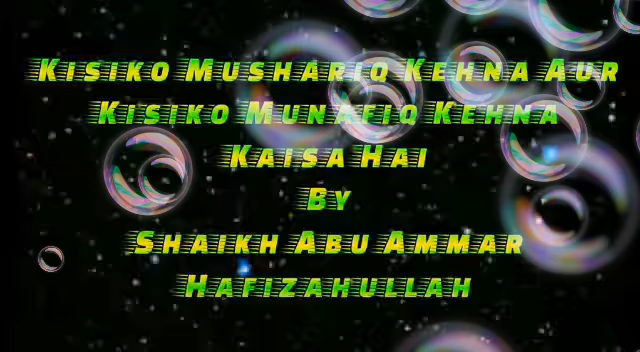 Kisiko Mushariq Kehna Aur
Kisiko Munafiq Kehna
Kaisa Hai
By
Shaikh Abu Ammar
Hafizahullah